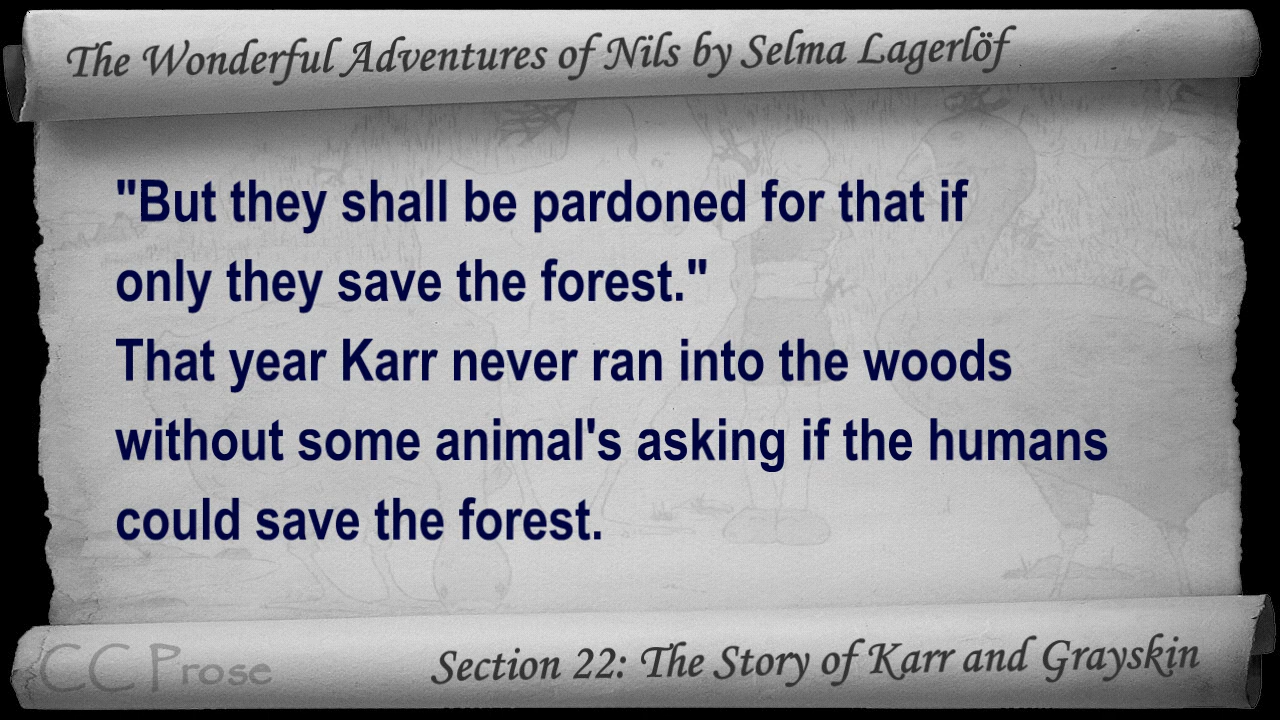 The Wonderful Adventures of Nils by Selma Lagerlöf
"But they shall be pardoned for that if
only they save the forest."
That year Karr never ran into the woods
without some animal's asking if the humans
could save the forest.
CC Prose
Section 22: The Story of Karr and Grayskin